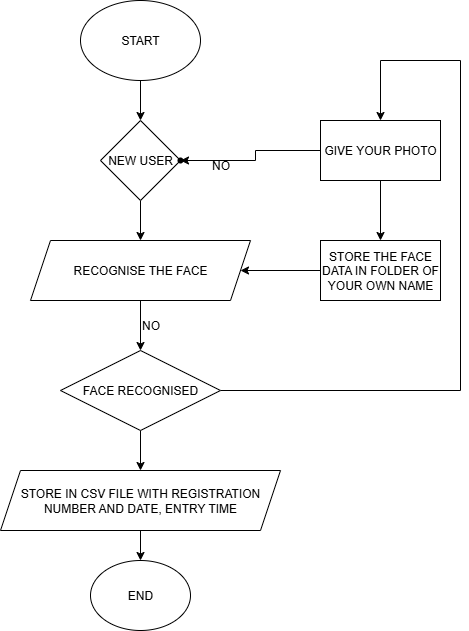 START
NEW USER
GIVE YOUR PHOTO
NO
RECOGNISE THE FACE
STORE THE FACE
DATA IN FOLDER OF
YOUR OWN NAME
NO
FACE RECOGNISED
STORE IN CSV FILE WITH REGISTRATION
NUMBER AND DATE, ENTRY TIME
END